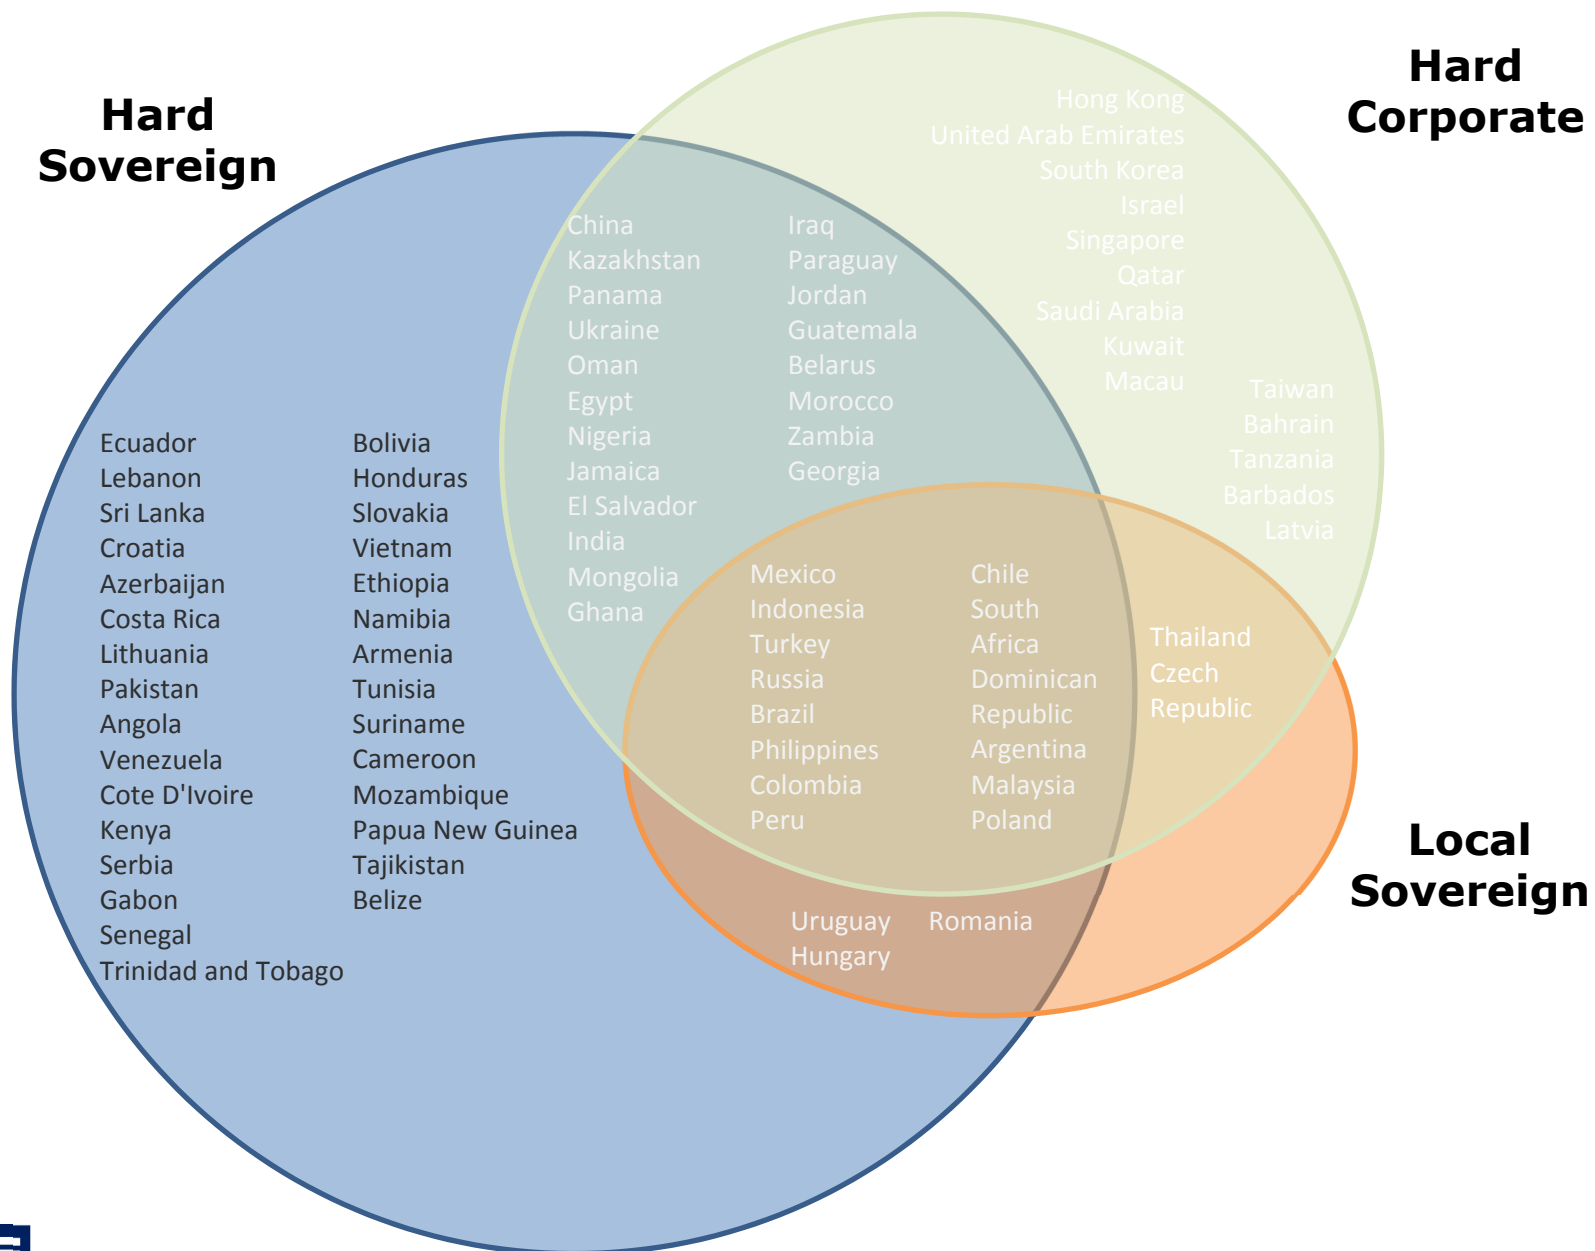 Hard
Sovereign
Hard
Corporate
Hong Kong
United Arab Emirates
South Korea
Israel
Singapore
Qatar
Saudi Arabia
Kuwait
Macau
Taiwan
Bahrain
Tanzania
Barbados
Latvia
China
Kazakhstan
Panama
Ukraine
Oman
Egypt
Nigeria
Jamaica
El Salvador
India
Mongolia
Ghana
Iraq
Paraguay
Jordan
Guatemala
Belarus
Morocco
Zambia
Georgia
Ecuador
Lebanon
Sri Lanka
Croatia
Azerbaijan
Costa Rica
Lithuania
Pakistan
Angola
Venezuela
Cote D'Ivoire
Kenya
Serbia
Gabon
Senegal
Trinidad and Tobago
Bolivia
Honduras
Slovakia
Vietnam
Ethiopia
Namibia
Armenia
Tunisia
Suriname
Cameroon
Mozambique
Papua New Guinea
Tajikistan
Belize
Mexico
Indonesia
Turkey
Russia
Brazil
Philippines
Colombia
Peru
Chile
South
Africa
Dominican
Republic
Argentina
Malaysia
Poland
Thailand
Czech
Republic
Local
Sovereign
Uruguay
Hungary
Romania